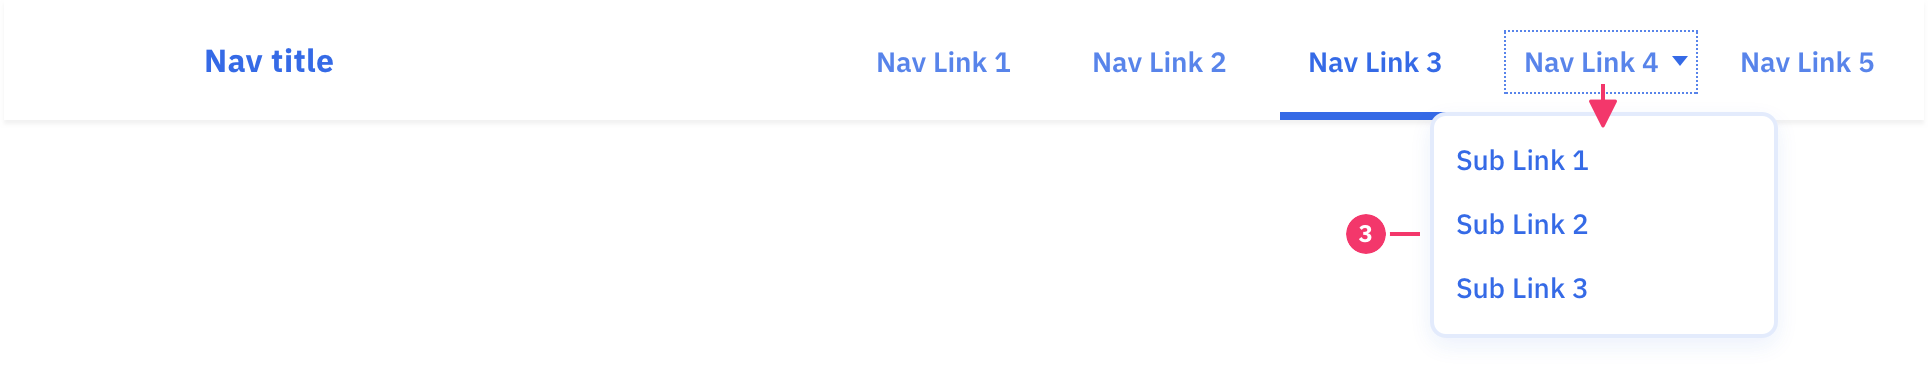 Nav title
Nav Link 1
Nav Link 2
Nav Link 3
Nav Link 4
Nav Link 5
Sub Link 1
Sub Link 2
3
Sub Link 3